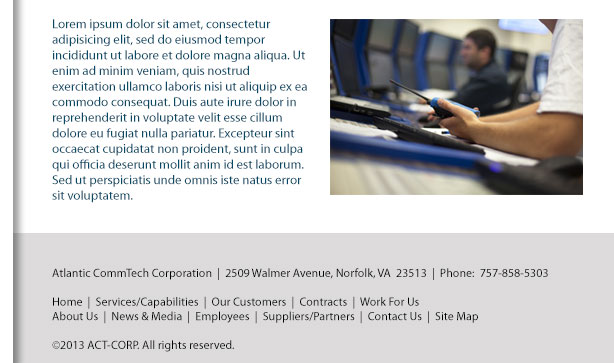 Lorem ipsum dolor sit amet, consectetur
adipisicing elit, sed do eiusmod tempor
incididunt ut labore et dolore magna aliqua. Ut
enim ad minim veniam, quis nostrud
exercitation ullamco laboris nisi ut aliquip ex ea
commodo consequat. Duis aute irure dolor in
reprehenderit in voluptate velit esse cillum
dolore eu fugiat nulla pariatur. Excepteur sint
occaecat cupidatat non proident, sunt in culpa
qui officia deserunt mollit anim id est laborum.
Sed ut perspiciatis unde omnis iste natus error
sit voluptatem.
Atlantic CommTech Corporation | 2509 Walmer Avenue, Norfolk, VA 23513 | Phone: 757-858-5303
Home | Services/Capabilities | Our Customers | Contracts | Work For Us
About Us | News & Media | Employees | Suppliers/Partners | Contact Us | Site Map
©2013 ACT-CORP. All rights reserved.